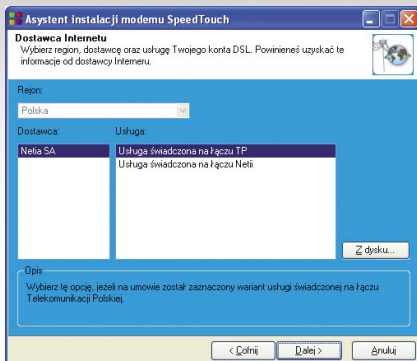 Asystent instalacji modemu SpeedTouch
Dostawca Internetu
Wybierz region, dostawcę oraz usługę Twojego konta DSL. Powinieneś uzyskać te
informacje od dostawcy Interneru.
Rejon:
Polska
Dostawca:
Usługa:
Netia SA
Usługa świadczona na łączu TP
Usługa świadczona na łączu Netii
Z dysku...
Opis
Wybierz tę opcję, jeżeli na umowie został zaznaczony wariant usługi świadczonej na łączu
Telekomunikacji Polskiej.
< Cofnij
Dalej >
Anuluj